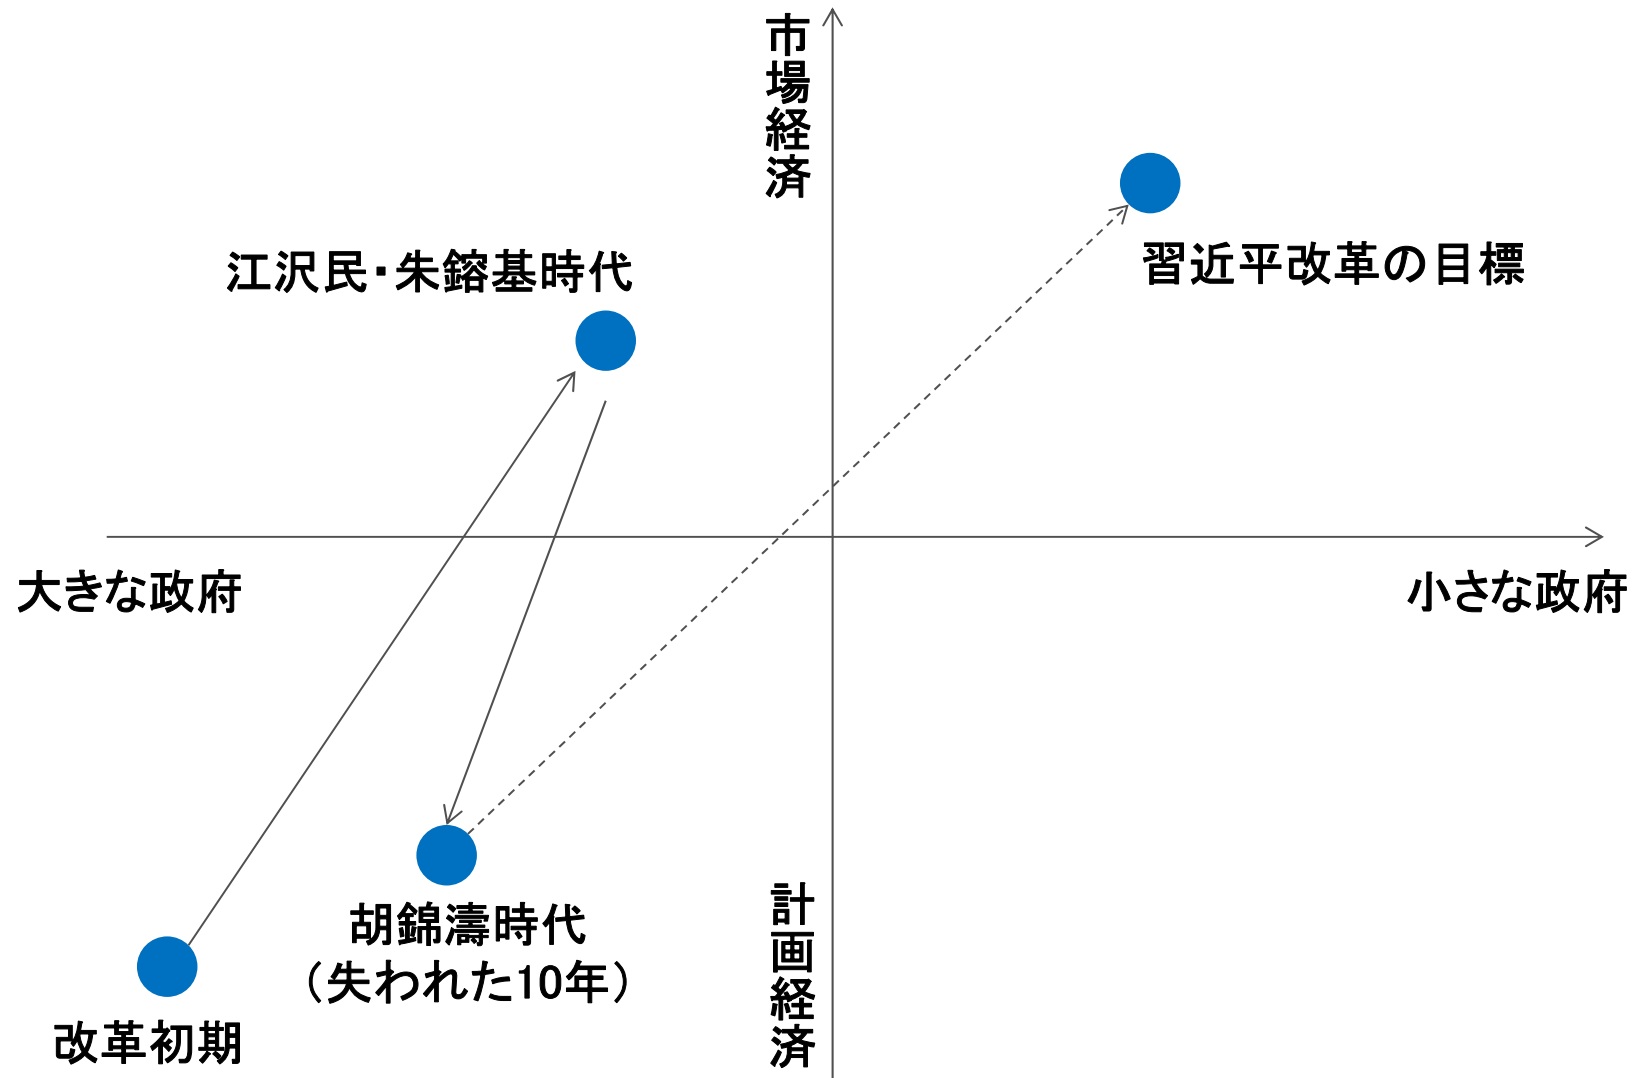 市場経済
江沢民・朱鎔基時代
習近平改革の目標
大きな政府
小さな政府
計画経済
胡錦濤時代
（失われた10年）
改革初期